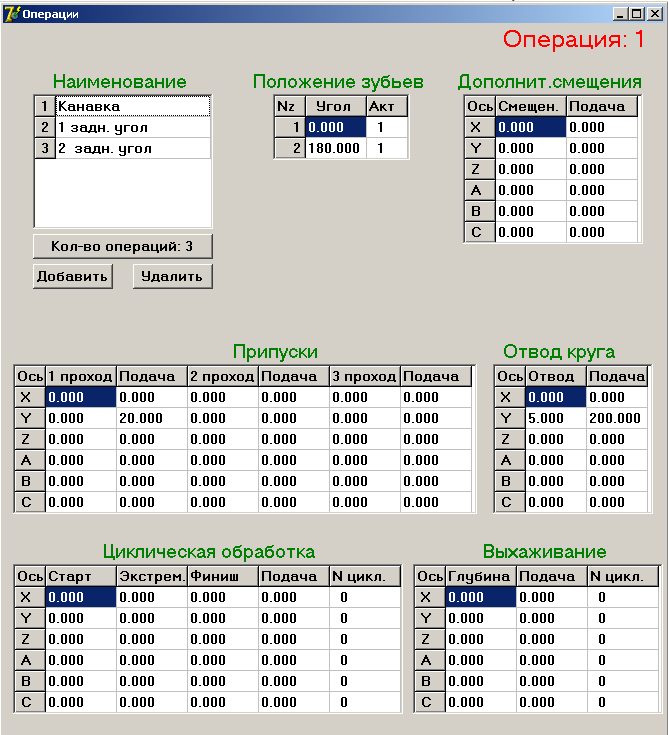 Операции
Операция: 1
Наименование
1 Канавка
2 1 задн. угол
3 2 задн. угол
Кол-во операций: 3
Добавить Удалить
Положение зубьев
Nz Угол Акт
1 0.000 1
2 180.000 1
Дополнит.смещения
Ось Смещен. Подача
X 0.000 0.000
Y 0.000 0.000
Z 0.000 0.000
A 0.000 0.000
B 0.000 0.000
C 0.000 0.000
Припуски
Ось 1 проход Подача 2 проход Подача 3 проход Подача
X 0.000 0.000 0.000 0.000 0.000 0.000
Y 0.000 20.000 0.000 0.000 0.000 0.000
Z 0.000 0.000 0.000 0.000 0.000 0.000
A 0.000 0.000 0.000 0.000 0.000 0.000
B 0.000 0.000 0.000 0.000 0.000 0.000
C 0.000 0.000 0.000 0.000 0.000 0.000
Отвод круга
Ось Отвод Подача
X 0.000 0.000
Y 5.000 200.000
Z 0.000 0.000
A 0.000 0.000
B 0.000 0.000
C 0.000 0.000
Циклическая обработка
Ось Старт Экстрем. Финиш Подача N цикл.
X 0.000 0.000 0.000 0.000 0
Y 0.000 0.000 0.000 0.000 0
Z 0.000 0.000 0.000 0.000 0
A 0.000 0.000 0.000 0.000 0
B 0.000 0.000 0.000 0.000 0
C 0.000 0.000 0.000 0.000 0
Выхаживание
Ось Глубина Подача N цикл.
X 0.000 0.000 0
Y 0.000 0.000 0
Z 0.000 0.000 0
A 0.000 0.000 0
B 0.000 0.000 0
C 0.000 0.000 0